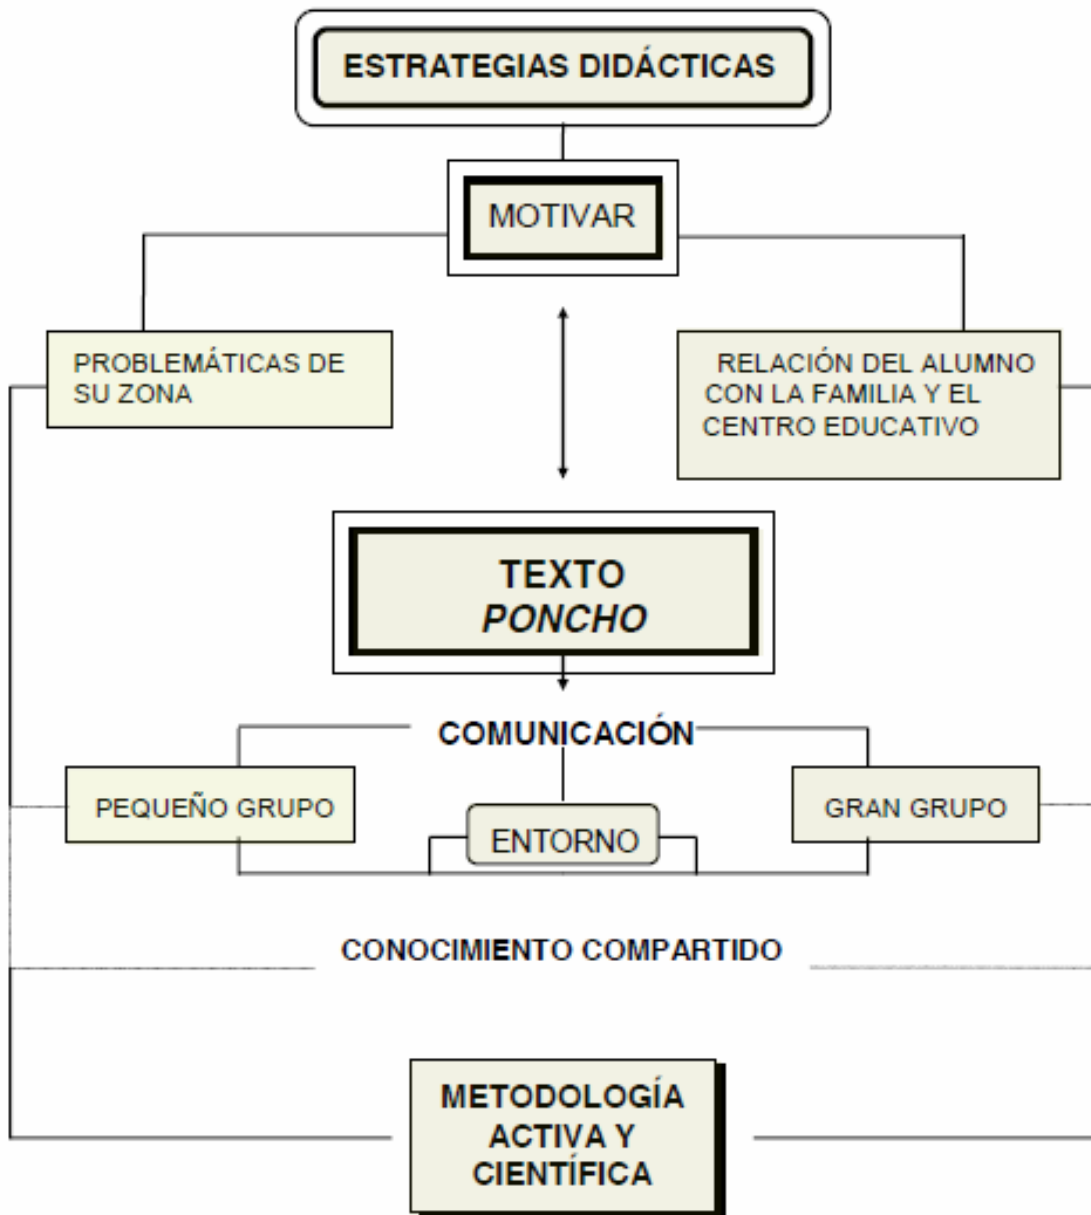 ESTRATEGIAS DIDÁCTICAS
MOTIVAR
PROBLEMÁTICAS DE
SU ZONA
RELACIÓN DEL ALUMNO
CON LA FAMILIA Y EL
CENTRO EDUCATIVO
TEXTO
PONCHO
COMUNICACIÓN
PEQUEÑO GRUPO
ENTORNO
GRAN GRUPO
CONOCIMIENTO COMPARTIDO
METODOLOGÍA
ACTIVA Y
CIENTÍFICA